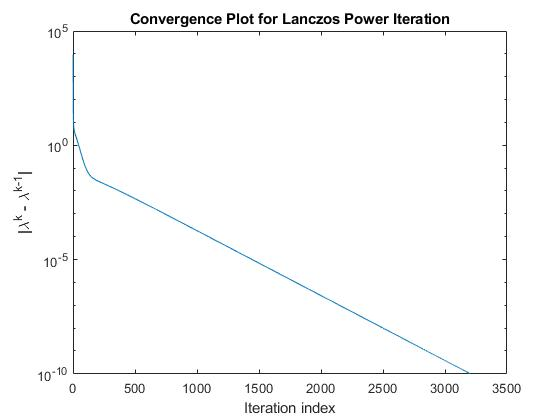 Convergence Plot for Lanczos Power Iteration
10^5
10^0
10^-5
10^-10
|λ^k - λ^k-1|
0 500 1000 1500 2000 2500 3000 3500
Iteration index